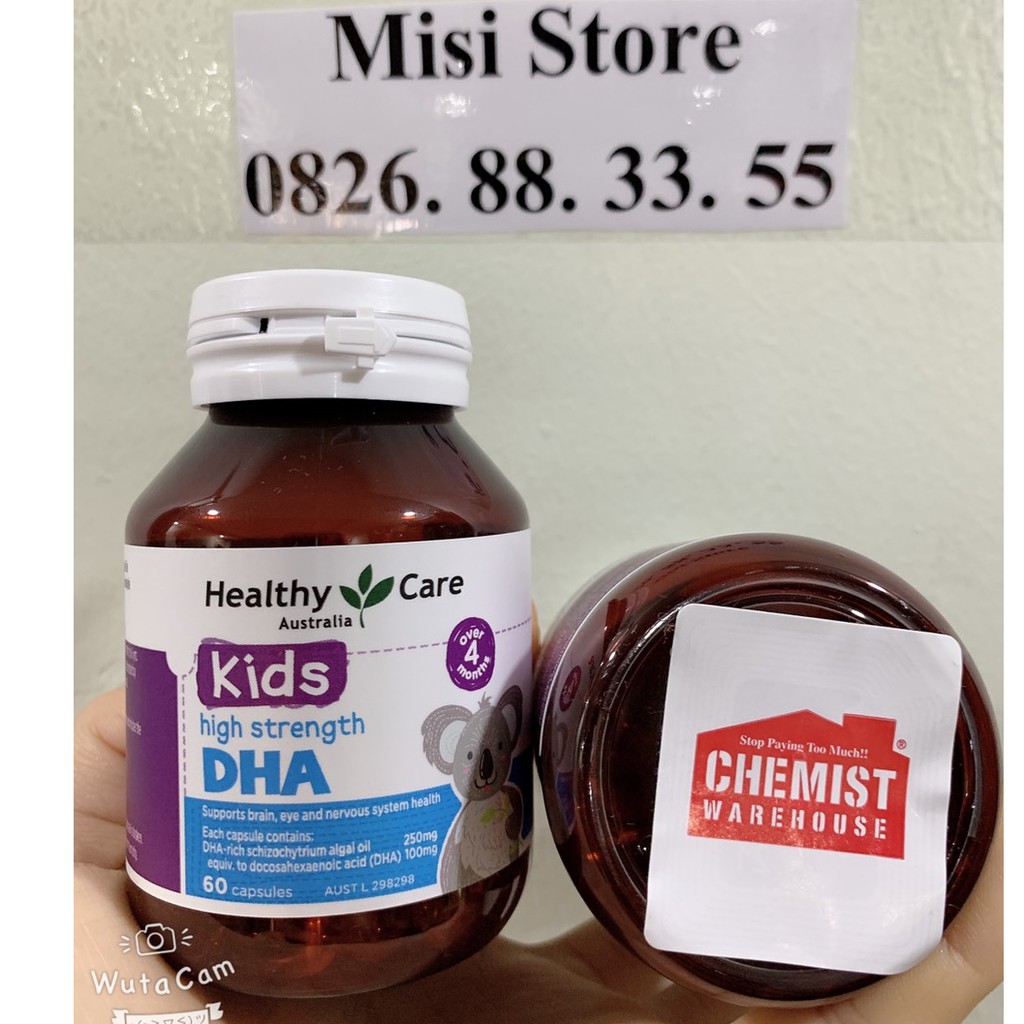 Misi Store
0826. 88. 33. 55
Healthy Care
Australia
Kids
over
4
months
high strength
DHA
Supports brain, eye and nervous system health
Each capsule contains:
DHA-rich schizochytrium algal oil 250mg
equiv. to docosahexaenoic acid (DHA) 100mg
60 capsules AUST L 298298
Stop Paying Too Much!!
CHEMIST ®
WAREHOUSE
WutaCam